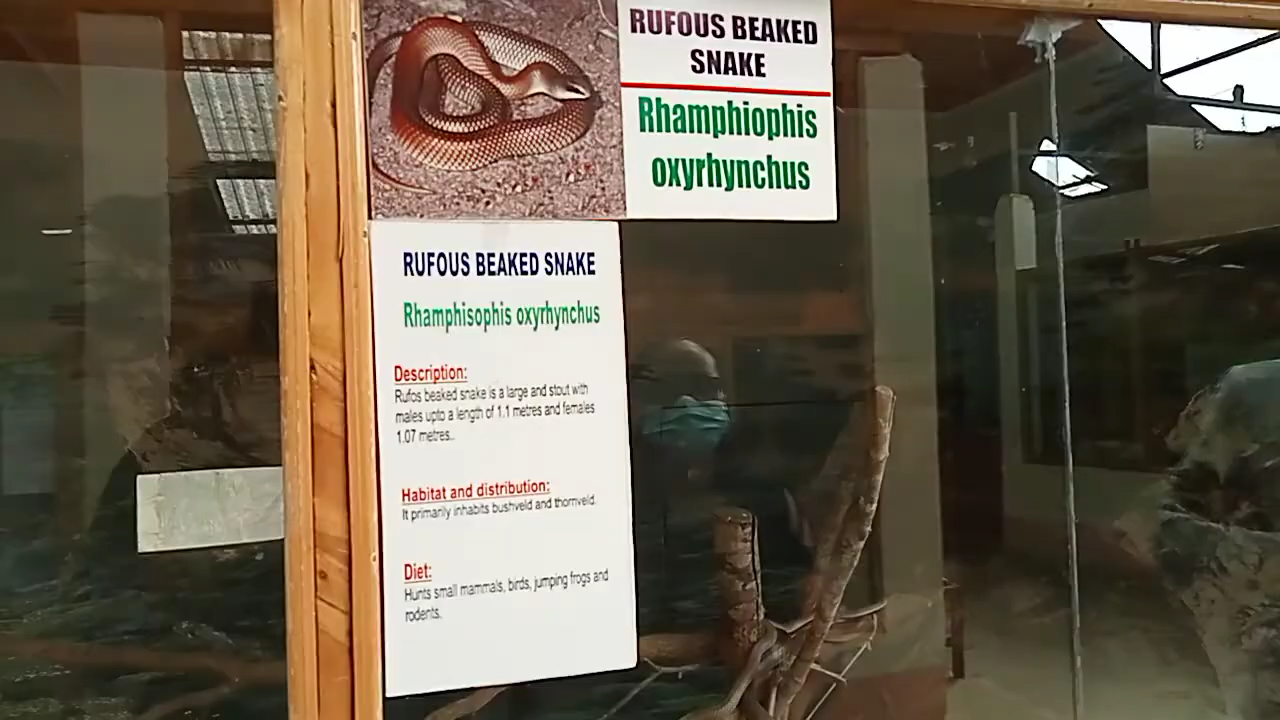 RUFOUS BEAKED
SNAKE
Rhamphiophis
oxyrhynchus
RUFOUS BEAKED SNAKE
Rhamphisophis oxyrhynchus
Description:
Rufos beaked snake is a large and stout with
males upto a length of 1.1 metres and females
1.07 metres..
Habitat and distribution:
It primarily inhabits bushveld and thornveld.
Diet:
Hunts small mammals, birds, jumping frogs and
rodents.